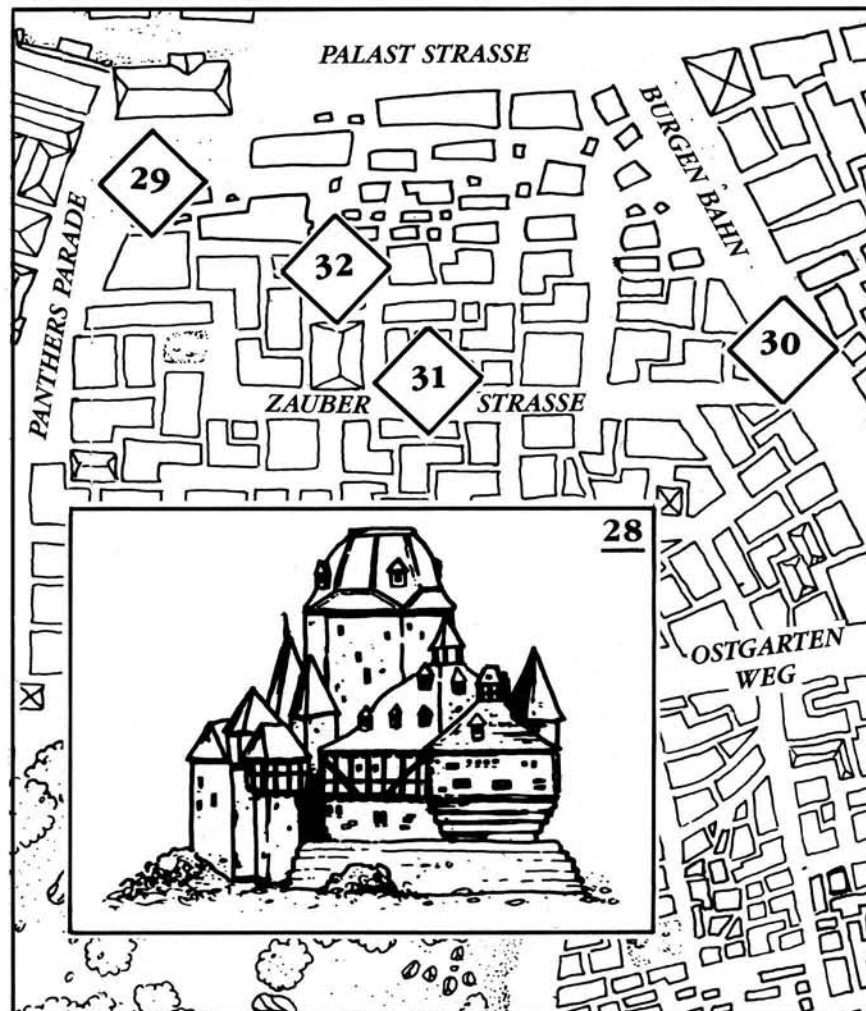 PALAST STRASSE
BURGEN BAHN
29
PANTHERS PARADE
32
30
31
ZAUBER STRASSE
28
OSTGARTEN
WEG